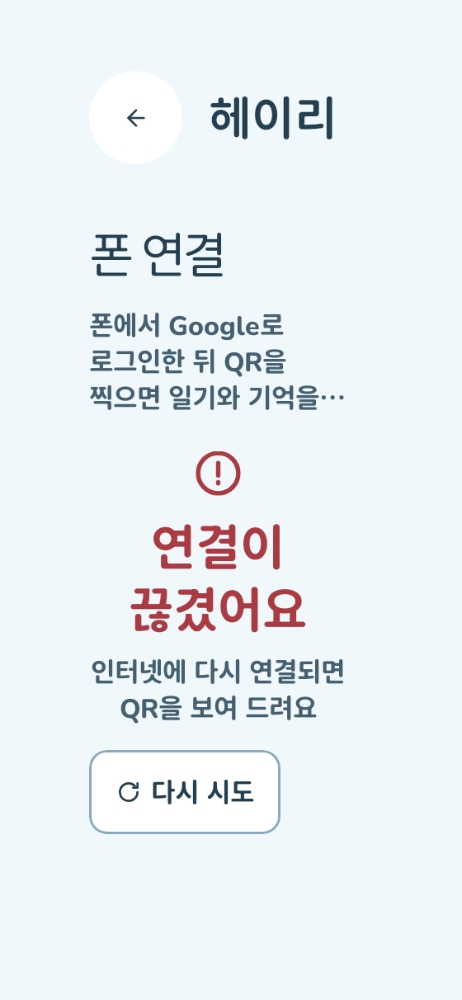 헤이리
폰 연결
폰에서 Google로
로그인한 뒤 QR을
찍으면 일기와 기억을…
연결이
끊겼어요
인터넷에 다시 연결되면
QR을 보여 드려요
다시 시도